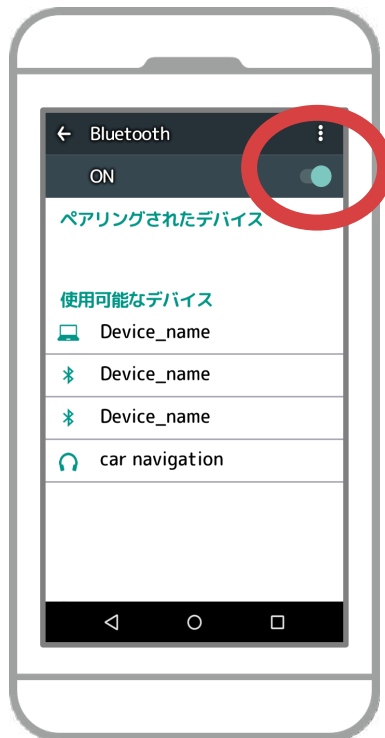 Bluetooth
ON
ペアリングされたデバイス
使用可能なデバイス
Device_name
Device_name
Device_name
car navigation